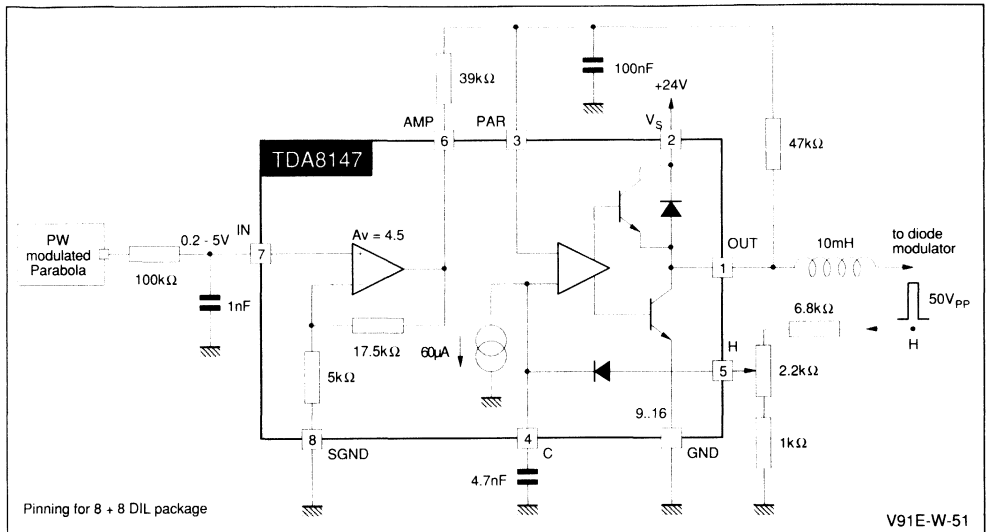 39kΩ
100nF
+24V
AMP
PAR
V_S
6
3
2
47kΩ
TDA8147
PW
modulated
Parabola
0.2 - 5V
IN
7
Av = 4.5
OUT
1
10mH
to diode
modulator
100kΩ
1nF
50V_PP
6.8kΩ
H
17.5kΩ
60µA
H
5
2.2kΩ
5kΩ
9..16
1kΩ
8
SGND
4
C
GND
4.7nF
Pinning for 8 + 8 DIL package
V91E-W-51